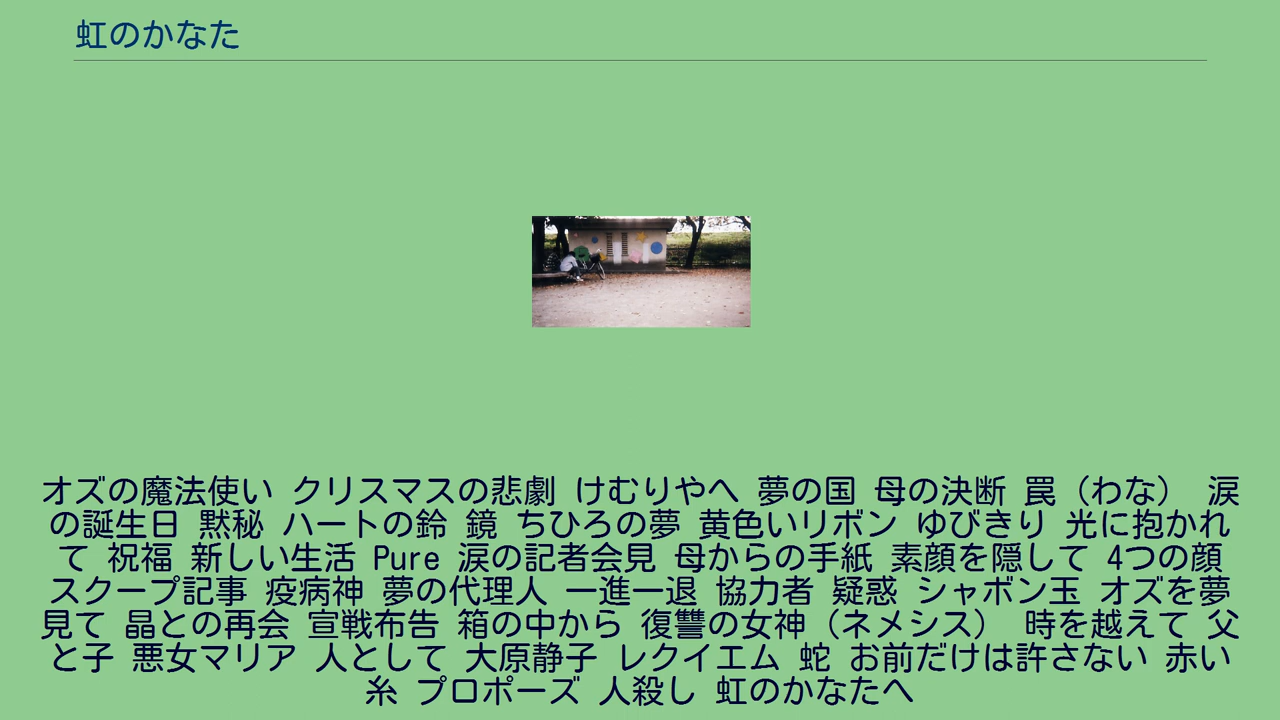 虹のかなた
オズの魔法使い クリスマスの悲劇 けむりやへ 夢の国 母の決断 罠（わな） 涙
の誕生日 黙秘 ハートの鈴 鏡 ちひろの夢 黄色いリボン ゆびきり 光に抱かれ
て 祝福 新しい生活 Pure 涙の記者会見 母からの手紙 素顔を隠して 4つの顔
スクープ記事 疫病神 夢の代理人 一進一退 協力者 疑惑 シャボン玉 オズを夢
見て 晶との再会 宣戦布告 箱の中から 復讐の女神（ネメシス） 時を越えて 父
と子 悪女マリア 人として 大原静子 レクイエム 蛇 お前だけは許さない 赤い
糸 プロポーズ 人殺し 虹のかなたへ